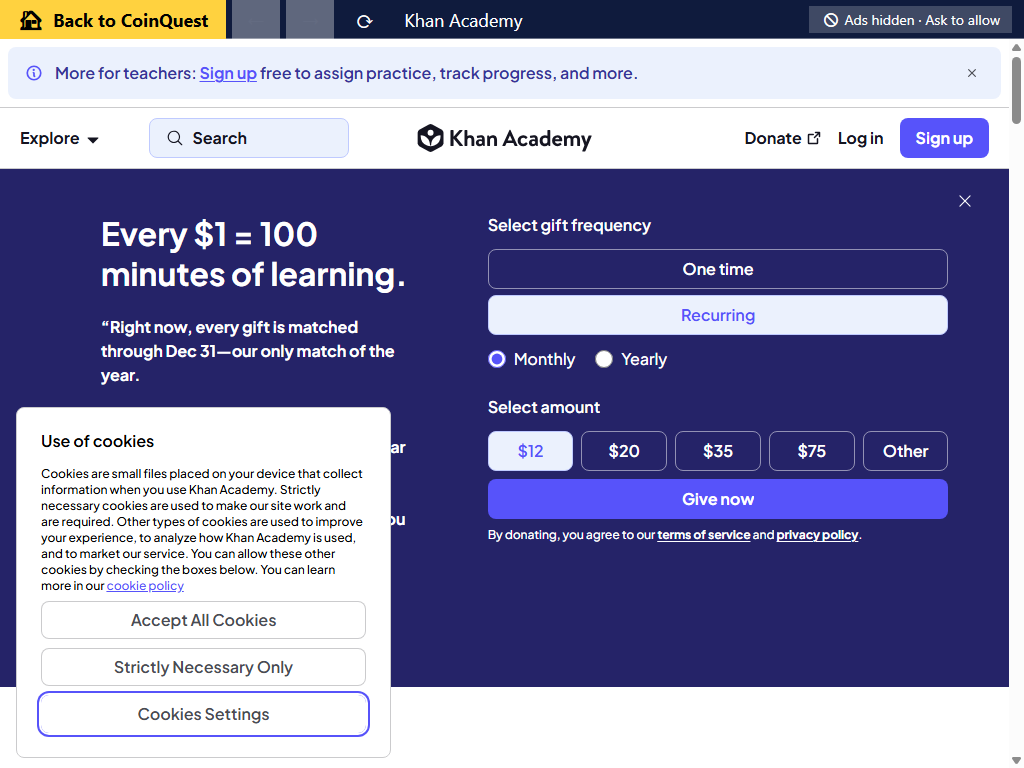 Back to CoinQuest
Khan Academy
Ads hidden · Ask to allow
More for teachers: Sign up free to assign practice, track progress, and more.
Explore
Search
Khan Academy
Donate
Log in
Sign up
Every $1 = 100
minutes of learning.
“Right now, every gift is matched
through Dec 31—our only match of the
year.
ar
ou
Select gift frequency
One time
Recurring
Monthly
Yearly
Select amount
$12
$20
$35
$75
Other
Give now
By donating, you agree to our terms of service and privacy policy.
Use of cookies
Cookies are small files placed on your device that collect
information when you use Khan Academy. Strictly
necessary cookies are used to make our site work and
are required. Other types of cookies are used to improve
your experience, to analyze how Khan Academy is used,
and to market our service. You can allow these other
cookies by checking the boxes below. You can learn
more in our cookie policy
Accept All Cookies
Strictly Necessary Only
Cookies Settings